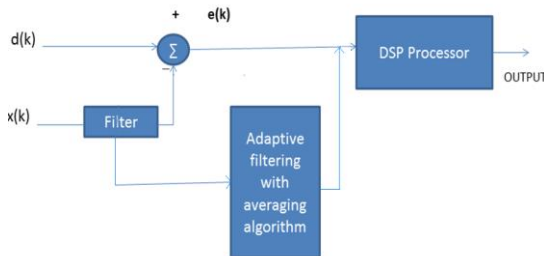 + e(k)
d(k)
Σ
−
DSP Processor
OUTPUT
x(k)
Filter
Adaptive
filtering
with
averaging
algorithm